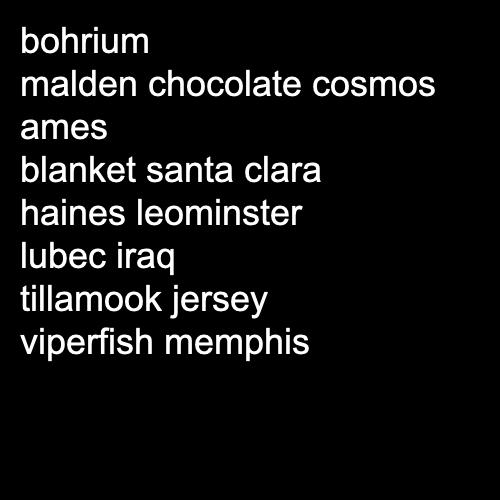 bohrium
malden chocolate cosmos
ames
blanket santa clara
haines leominster
lubec iraq
tillamook jersey
viperfish memphis